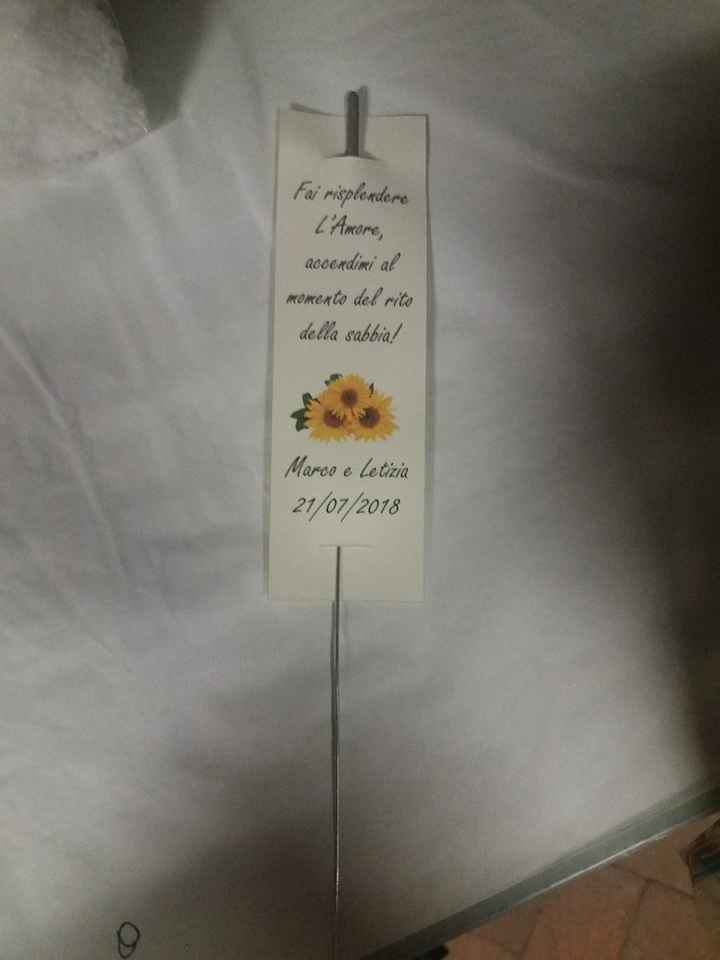 Fai risplendere
L'Amore,
accendimi al
momento del rito
della sabbia!
Marco e Letizia
21/07/2018